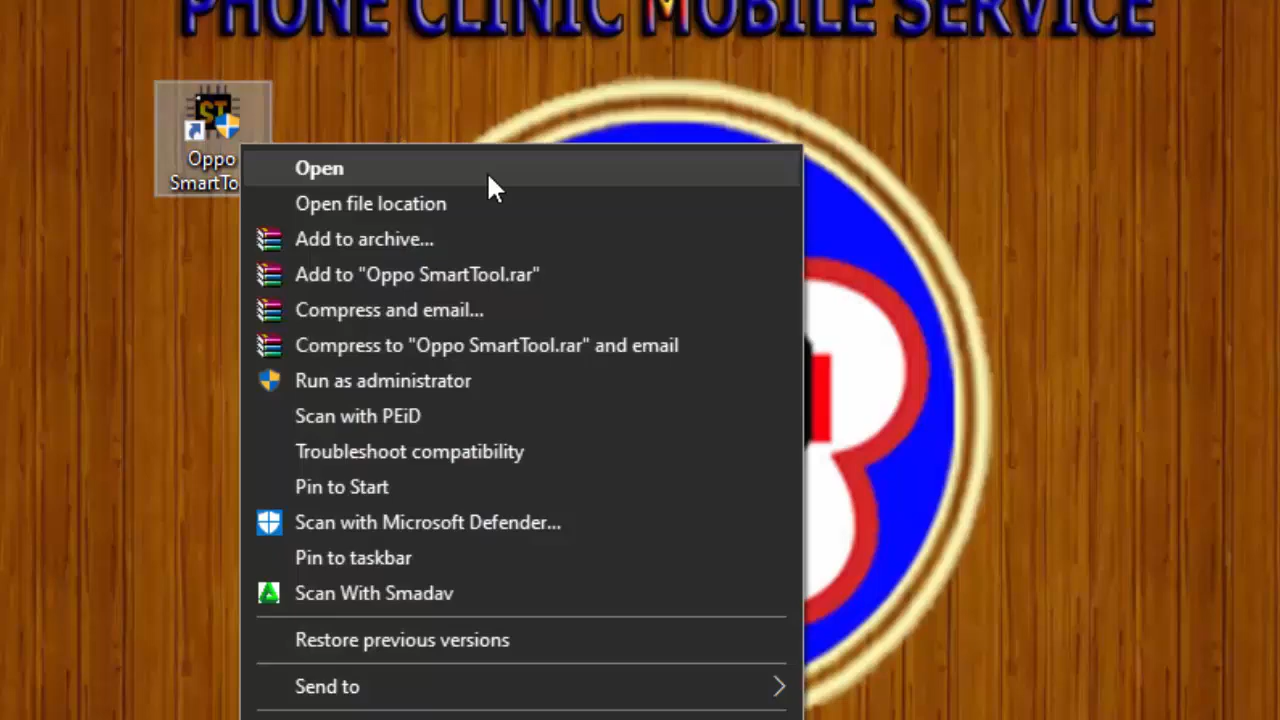 PHONE CLINIC MOBILE SERVICE
ST
Oppo
SmartTo
Open
Open file location
Add to archive...
Add to "Oppo SmartTool.rar"
Compress and email...
Compress to "Oppo SmartTool.rar" and email
Run as administrator
Scan with PEiD
Troubleshoot compatibility
Pin to Start
Scan with Microsoft Defender...
Pin to taskbar
Scan With Smadav
Restore previous versions
Send to